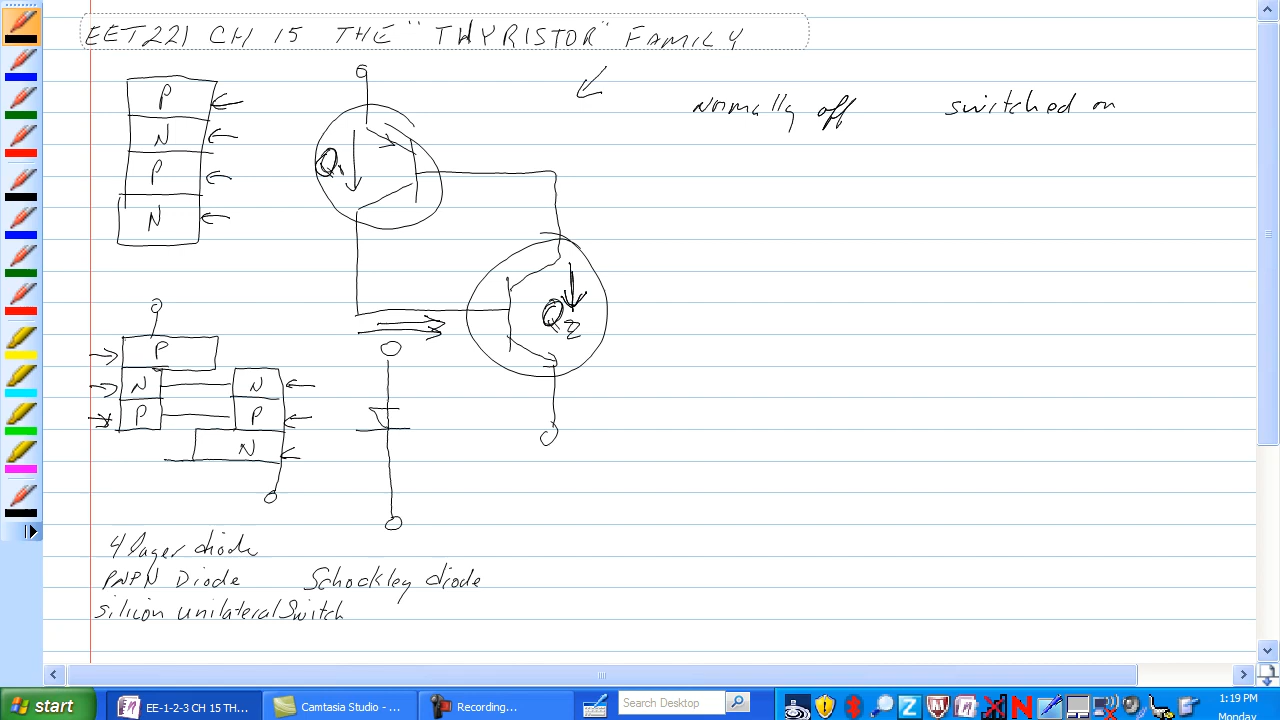 EET221 CH 15 THE "THYRISTOR" FAMILY
Normally off switched on
P
N
P
N
Q1
Q2
P
N N
P P
N
4 layer diode
PNPN Diode Schockley diode
silicon unilateral Switch
start
EE-1-2-3 CH 15 TH...
Camtasia Studio - ...
Recording...
Search Desktop
1:19 PM
Monday